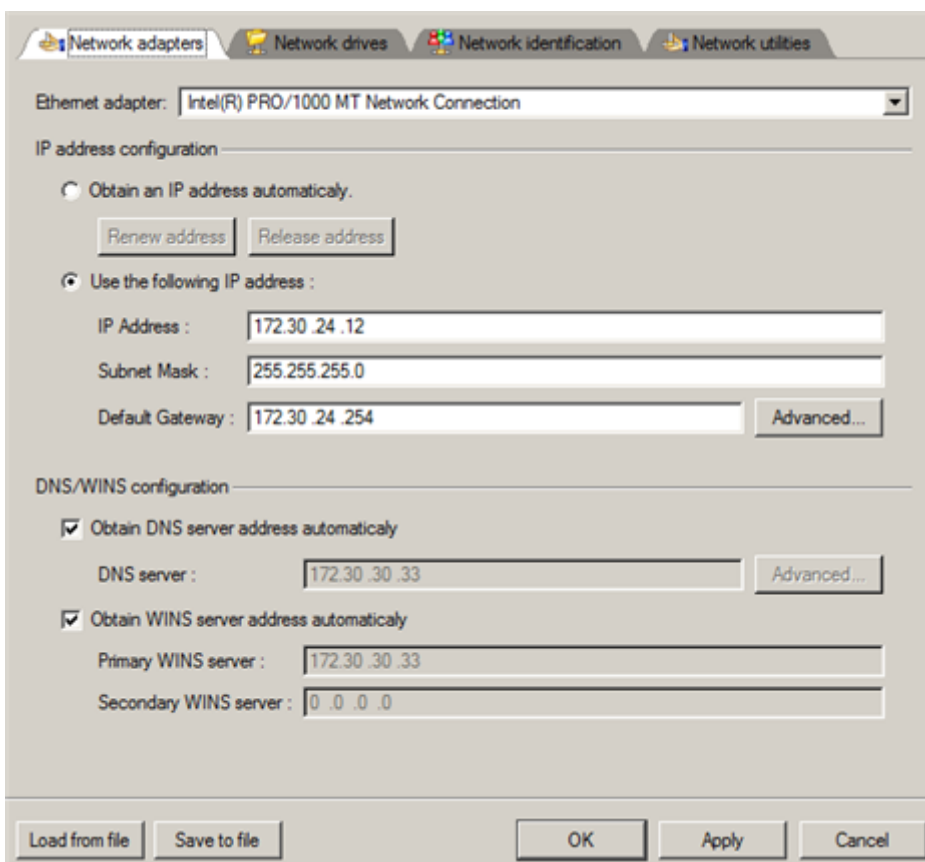 Network adapters Network drives Network identification Network utilities
Ethernet adapter: Intel(R) PRO/1000 MT Network Connection
IP address configuration
Obtain an IP address automaticaly.
Renew address Release address
Use the following IP address :
IP Address : 172.30 .24 .12
Subnet Mask : 255.255.255.0
Default Gateway : 172.30 .24 .254 Advanced...
DNS/WINS configuration
Obtain DNS server address automaticaly
DNS server : 172.30 .30 .33 Advanced...
Obtain WINS server address automaticaly
Primary WINS server : 172.30 .30 .33
Secondary WINS server : 0 .0 .0 .0
Load from file Save to file OK Apply Cancel